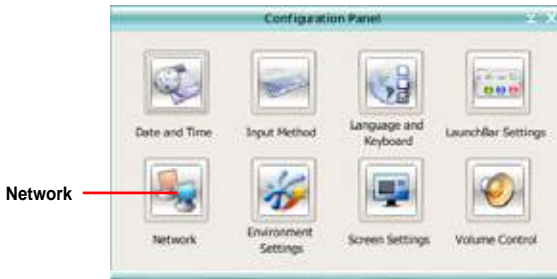 Configuration Panel
Date and Time
Input Method
Language and
Keyboard
LaunchBar Settings
Network
Network
Environment
Settings
Screen Settings
Volume Control